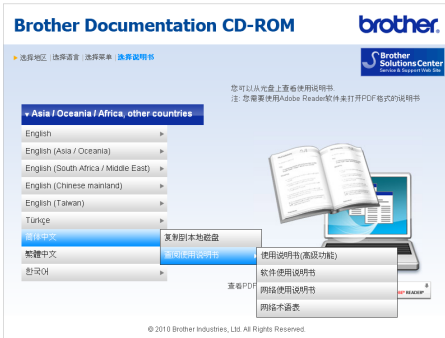 Brother Documentation CD-ROM
brother.
选择地区 | 选择语言 | 选择菜单 | 选择说明书
Brother
Solutions Center
Service & Support Web Site
您可以从光盘上查看使用说明书.
注: 您需要使用Adobe Reader软件来打开PDF格式的说明书
Asia / Oceania / Africa, other countries
English
English (Asia / Oceania)
English (South Africa / Middle East)
English (Chinese mainland)
English (Taiwan)
Türkçe
简体中文
复制到本地磁盘
繁體中文
查阅使用说明书
使用说明书(高级功能)
한국어
软件使用说明书
查看PDF
网络使用说明书
READER
网络术语表
© 2010 Brother Industries, Ltd. All Rights Reserved.